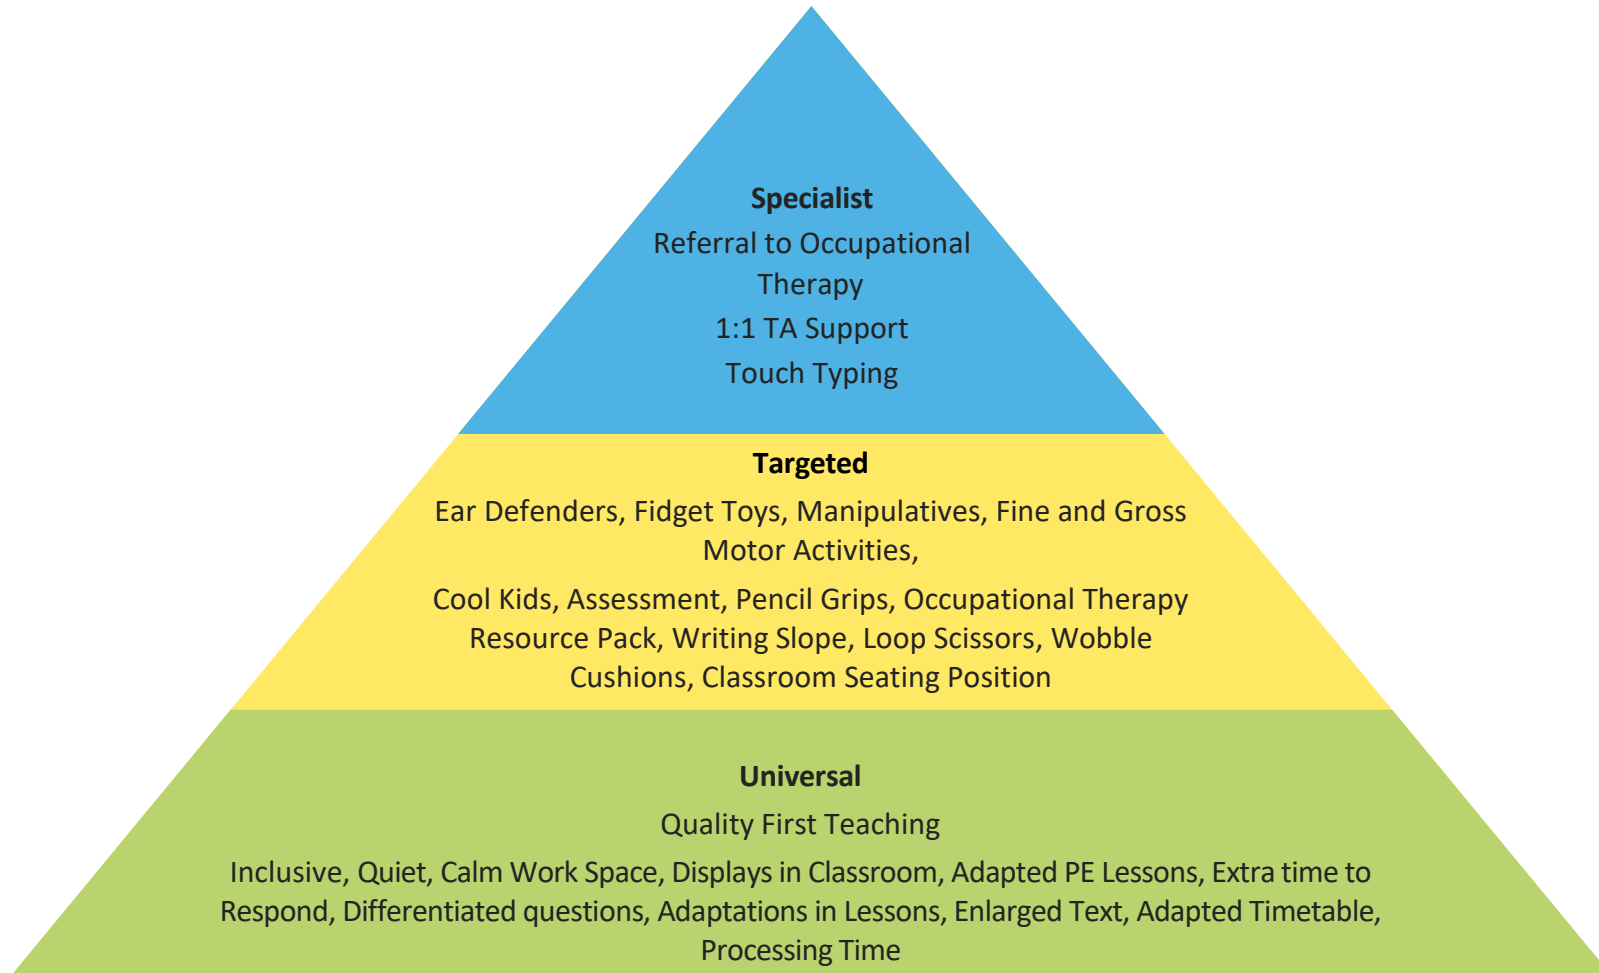 Specialist
Referral to Occupational
Therapy
1:1 TA Support
Touch Typing
Targeted
Ear Defenders, Fidget Toys, Manipulatives, Fine and Gross
Motor Activities,
Cool Kids, Assessment, Pencil Grips, Occupational Therapy
Resource Pack, Writing Slope, Loop Scissors, Wobble
Cushions, Classroom Seating Position
Universal
Quality First Teaching
Inclusive, Quiet, Calm Work Space, Displays in Classroom, Adapted PE Lessons, Extra time to
Respond, Differentiated questions, Adaptations in Lessons, Enlarged Text, Adapted Timetable,
Processing Time